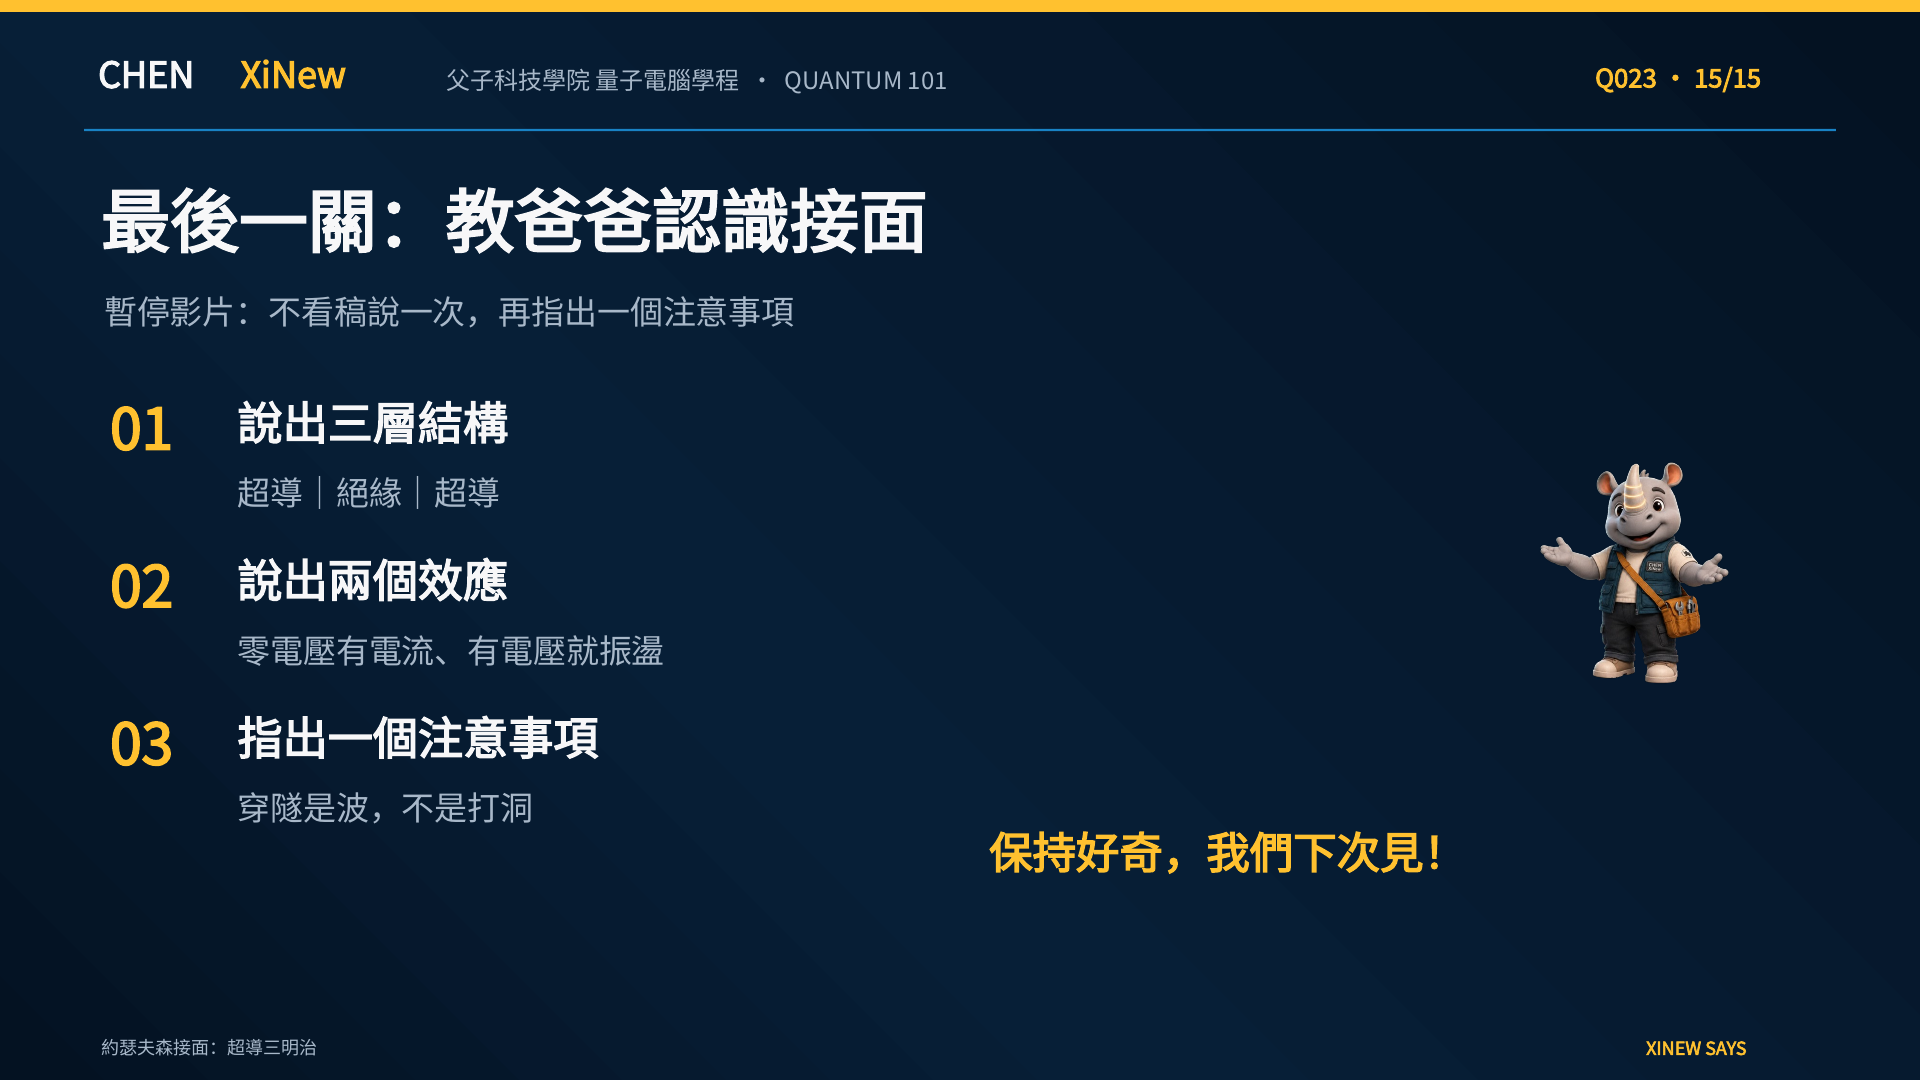 CHEN XiNew 父子科技學院 量子電腦學程 · QUANTUM 101 Q023 · 15/15
最後一關：教爸爸認識接面
暫停影片：不看稿說一次，再指出一個注意事項
01 說出三層結構
超導｜絕緣｜超導
02 說出兩個效應
零電壓有電流、有電壓就振盪
03 指出一個注意事項
穿隧是波，不是打洞
保持好奇，我們下次見！
約瑟夫森接面：超導三明治
XINEW SAYS